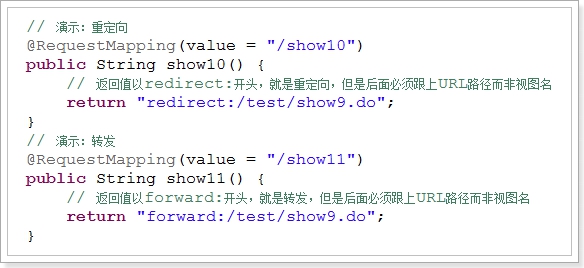 // 演示：重定向
@RequestMapping(value = "/show10")
public String show10() {
// 返回值以redirect:开头，就是重定向，但是后面必须跟上URL路径而非视图名
return "redirect:/test/show9.do";
}
// 演示：转发
@RequestMapping(value = "/show11")
public String show11() {
// 返回值以forward:开头，就是转发，但是后面必须跟上URL路径而非视图名
return "forward:/test/show9.do";
}